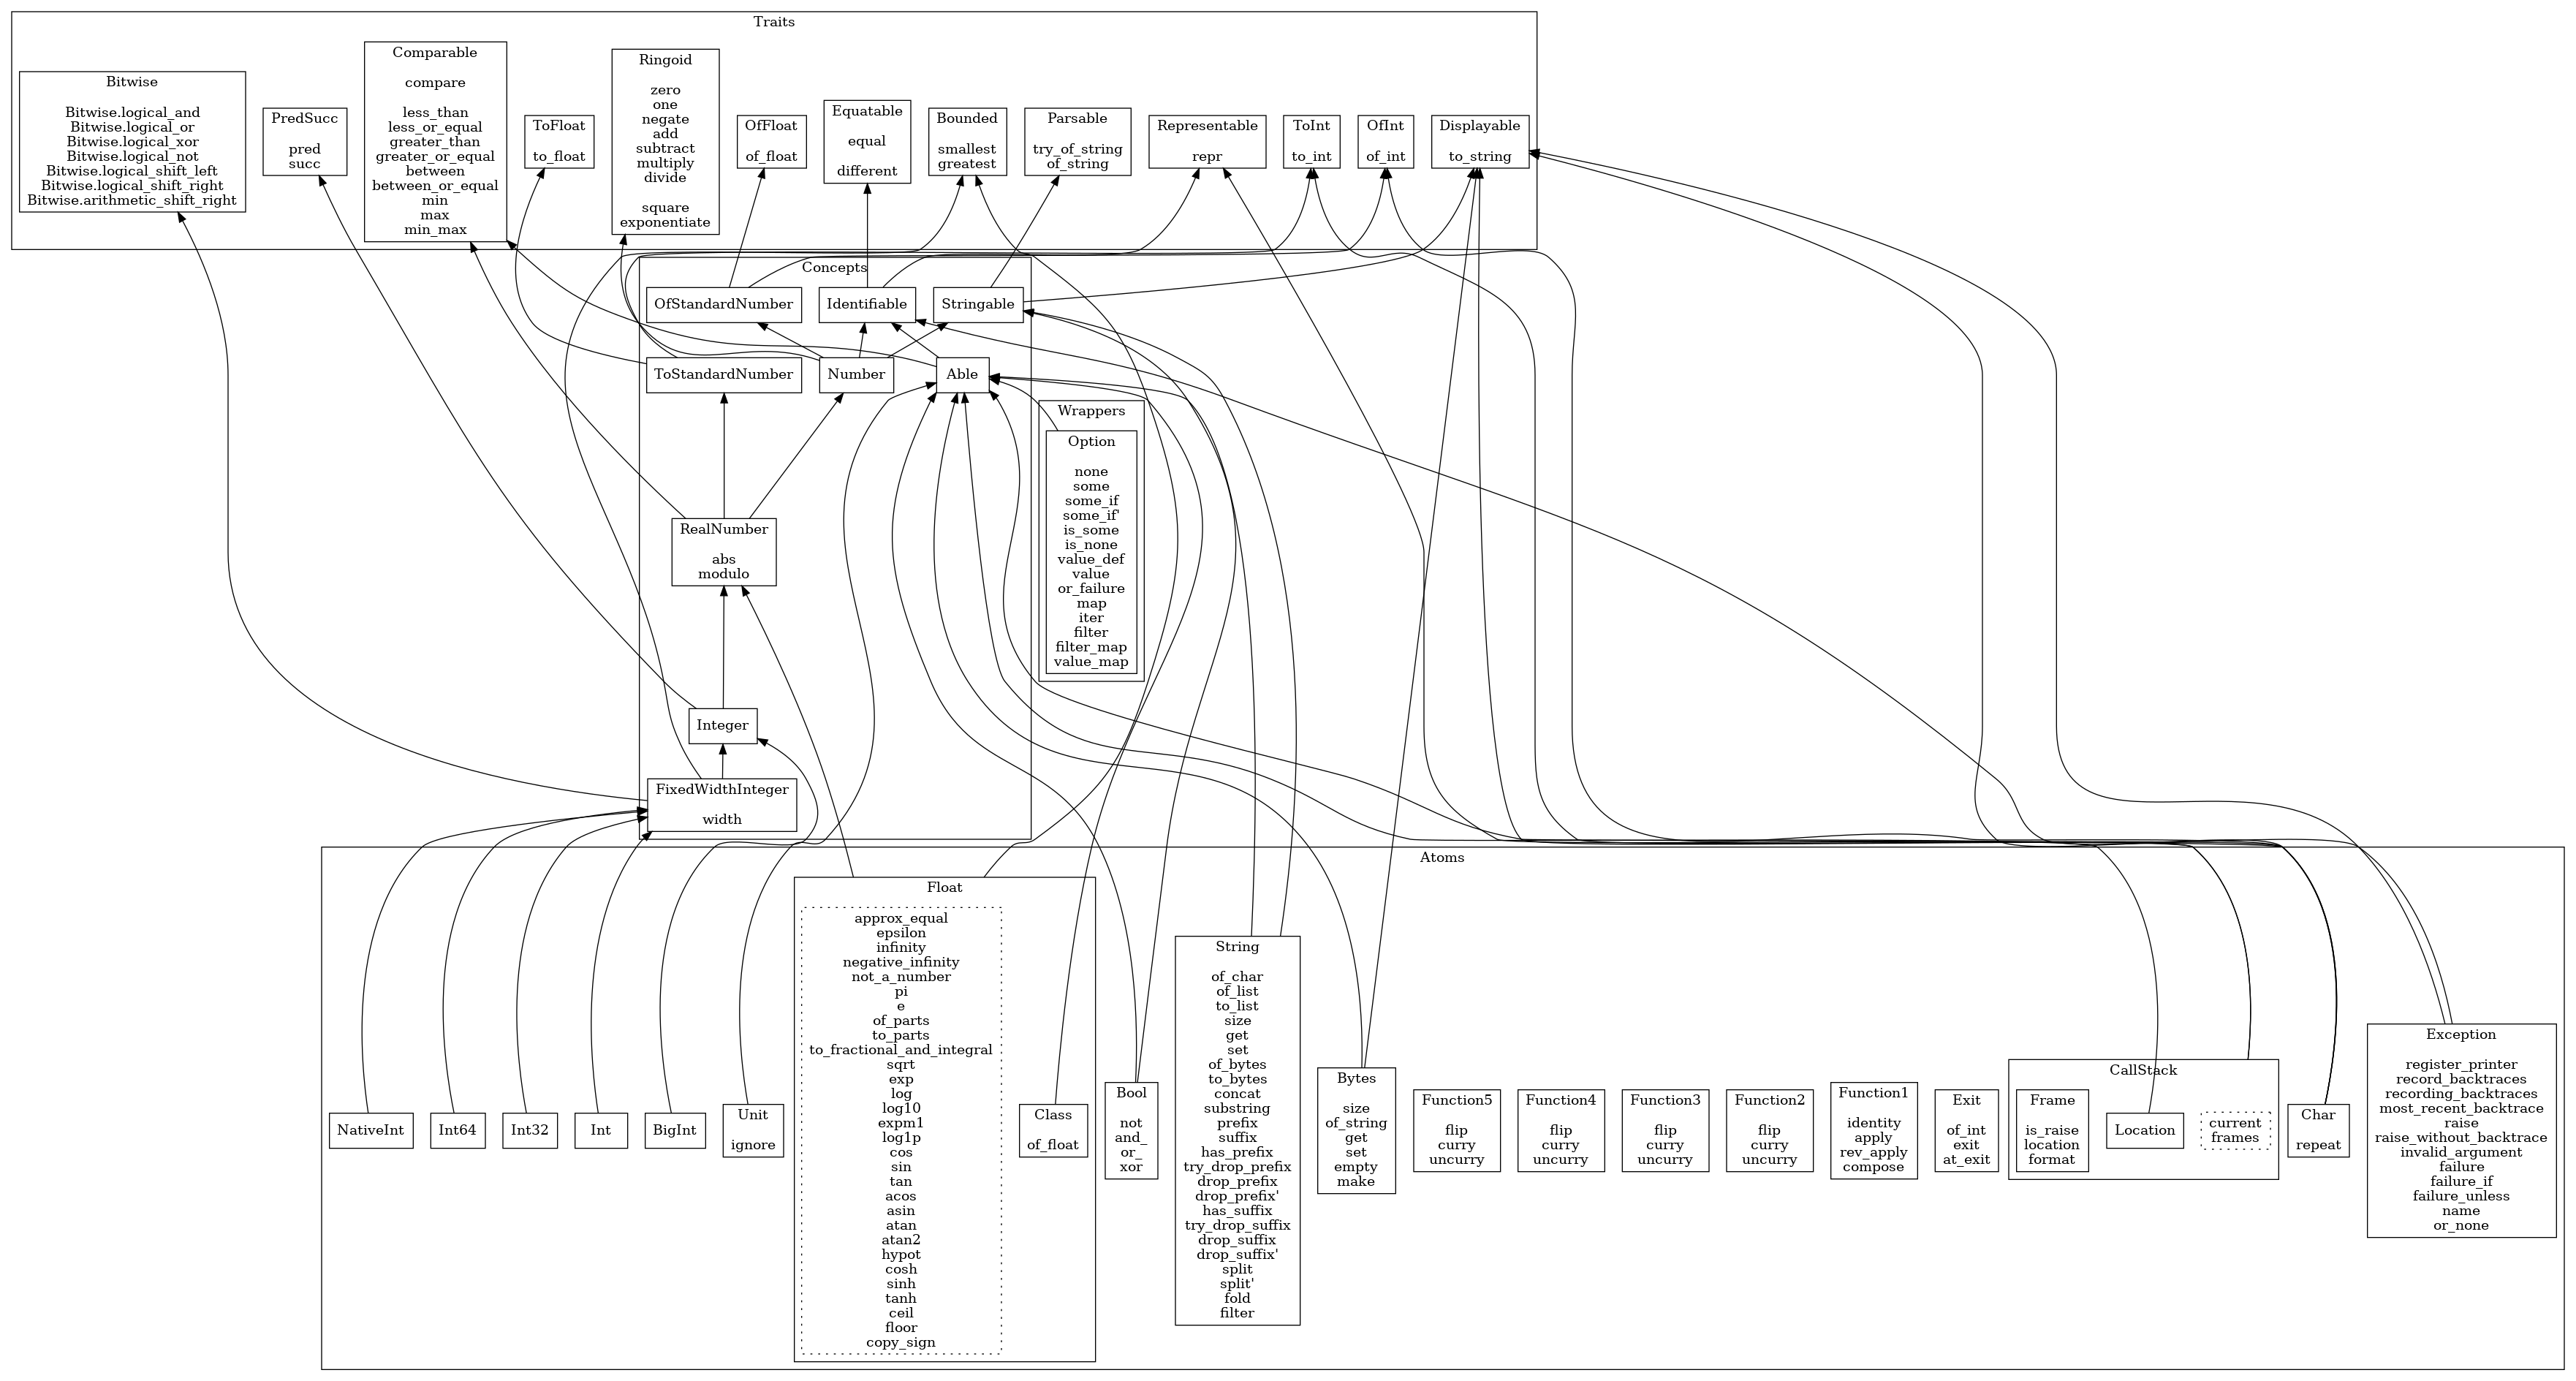 Traits
Bitwise
Bitwise.logical_and
Bitwise.logical_or
Bitwise.logical_xor
Bitwise.logical_not
Bitwise.logical_shift_left
Bitwise.logical_shift_right
Bitwise.arithmetic_shift_right
PredSucc
pred
succ
Comparable
compare
less_than
less_or_equal
greater_than
greater_or_equal
between
between_or_equal
min
max
min_max
ToFloat
to_float
Ringoid
zero
one
negate
add
subtract
multiply
divide
square
exponentiate
OfFloat
of_float
Equatable
equal
different
Bounded
smallest
greatest
Parsable
try_of_string
of_string
Representable
repr
ToInt
to_int
OfInt
of_int
Displayable
to_string
Concepts
OfStandardNumber
Identifiable
Stringable
ToStandardNumber
Number
Able
RealNumber
abs
modulo
Integer
FixedWidthInteger
width
Wrappers
Option
none
some
some_if
some_if'
is_some
is_none
value_def
value
or_failure
map
iter
filter
filter_map
value_map
Atoms
NativeInt
Int64
Int32
Int
BigInt
Unit
ignore
Float
approx_equal
epsilon
infinity
negative_infinity
not_a_number
pi
e
of_parts
to_parts
to_fractional_and_integral
sqrt
exp
log
log10
expm1
log1p
cos
sin
tan
acos
asin
atan
atan2
hypot
cosh
sinh
tanh
ceil
floor
copy_sign
Class
of_float
Bool
not
and_
or_
xor
String
of_char
of_list
to_list
size
get
set
of_bytes
to_bytes
concat
substring
prefix
suffix
has_prefix
try_drop_prefix
drop_prefix
drop_prefix'
has_suffix
try_drop_suffix
drop_suffix
drop_suffix'
split
split'
fold
filter
Bytes
size
of_string
get
set
empty
make
Function5
flip
curry
uncurry
Function4
flip
curry
uncurry
Function3
flip
curry
uncurry
Function2
flip
curry
uncurry
Function1
identity
apply
rev_apply
compose
Exit
of_int
exit
at_exit
CallStack
Frame
is_raise
location
format
Location
current
frames
Char
repeat
Exception
register_printer
record_backtraces
recording_backtraces
most_recent_backtrace
raise
raise_without_backtrace
invalid_argument
failure
failure_if
failure_unless
name
or_none